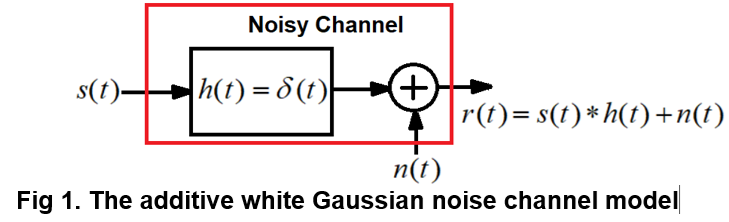 Noisy Channel
s(t)
h(t) = δ(t)
+
r(t) = s(t)*h(t)+n(t)
n(t)
Fig 1. The additive white Gaussian noise channel model